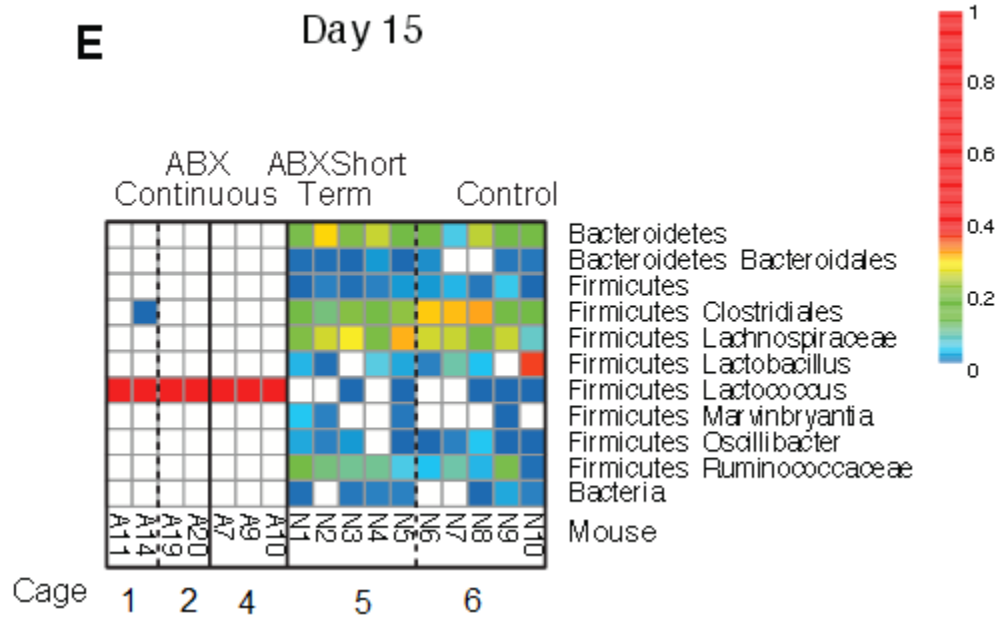 E
Day 15
1
0.8
0.6
0.4
0.2
0
ABX ABXShort
Continuous Term Control
Bacteroidetes
Bacteroidetes Bacteroidales
Firmicutes
Firmicutes Clostridiales
Firmicutes Lachnospiraceae
Firmicutes Lactobacillus
Firmicutes Lactococcus
Firmicutes Marvinbryantia
Firmicutes Oscillibacter
Firmicutes Ruminococcaceae
Bacteria
A11 A14 A19 A20 A7 A9 A10 N1 N2 N3 N4 N5 N6 N7 N8 N9 N10 Mouse
Cage 1 2 4 5 6